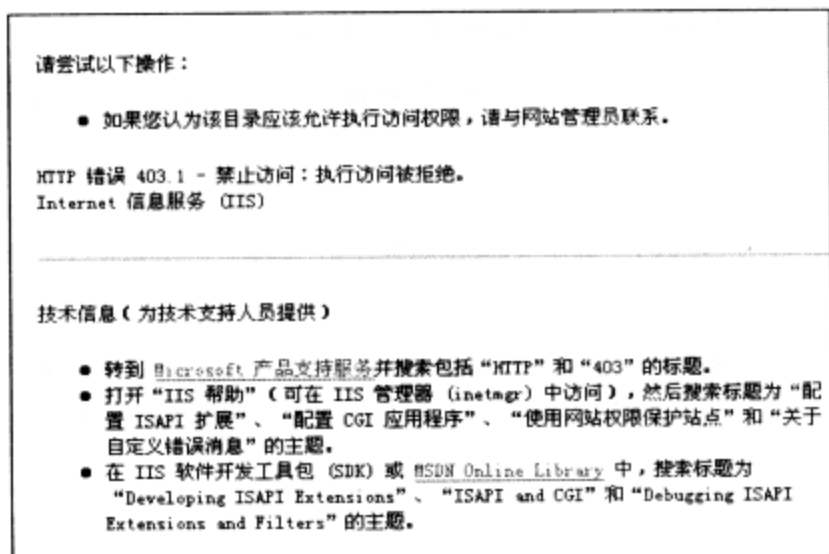 请尝试以下操作：
● 如果您认为该目录应该允许执行访问权限，请与网站管理员联系。
HTTP 错误 403.1 - 禁止访问：执行访问被拒绝。
Internet 信息服务 (IIS)
技术信息（为技术支持人员提供）
● 转到 Microsoft 产品支持服务并搜索包括“HTTP”和“403”的标题。
● 打开“IIS 帮助”（可在 IIS 管理器 (inetmgr) 中访问），然后搜索标题为“配
置 ISAPI 扩展”、“配置 CGI 应用程序”、“使用网站权限保护站点”和“关于
自定义错误消息”的主题。
● 在 IIS 软件开发工具包 (SDK) 或 MSDN Online Library 中，搜索标题为
“Developing ISAPI Extensions”、“ISAPI and CGI”和“Debugging ISAPI
Extensions and Filters”的主题。